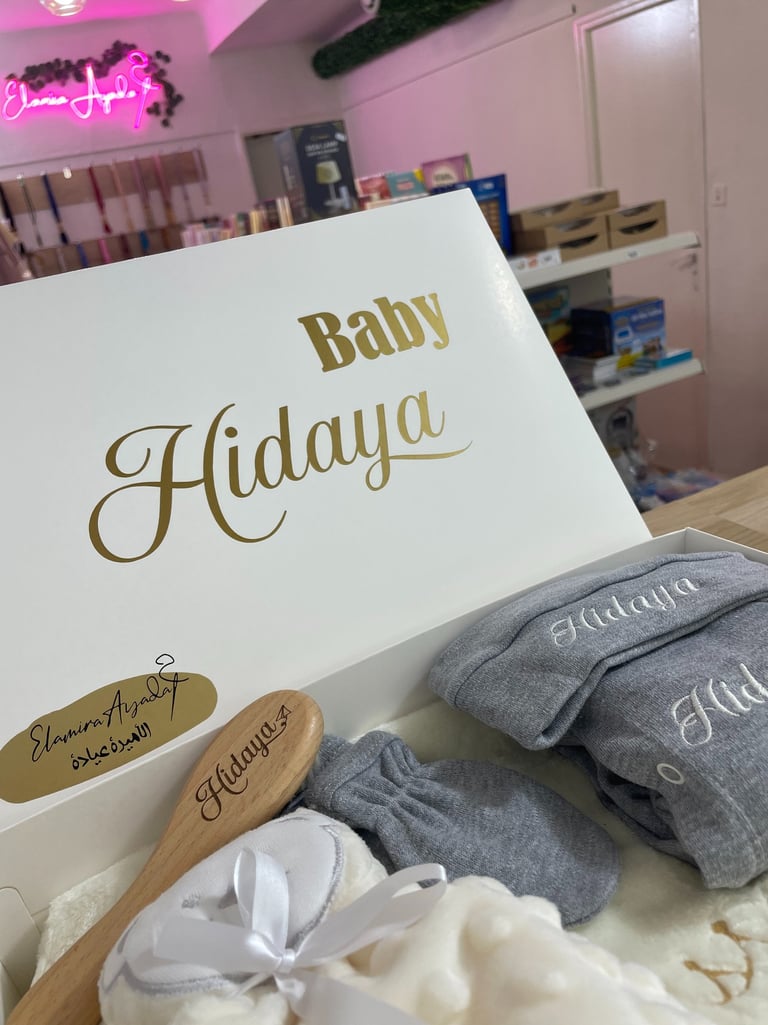 Elamira Ayada
Baby
Hidaya
Hidaya
Hid
Elamira Ayada
الأميرة عيادة
Hidaya